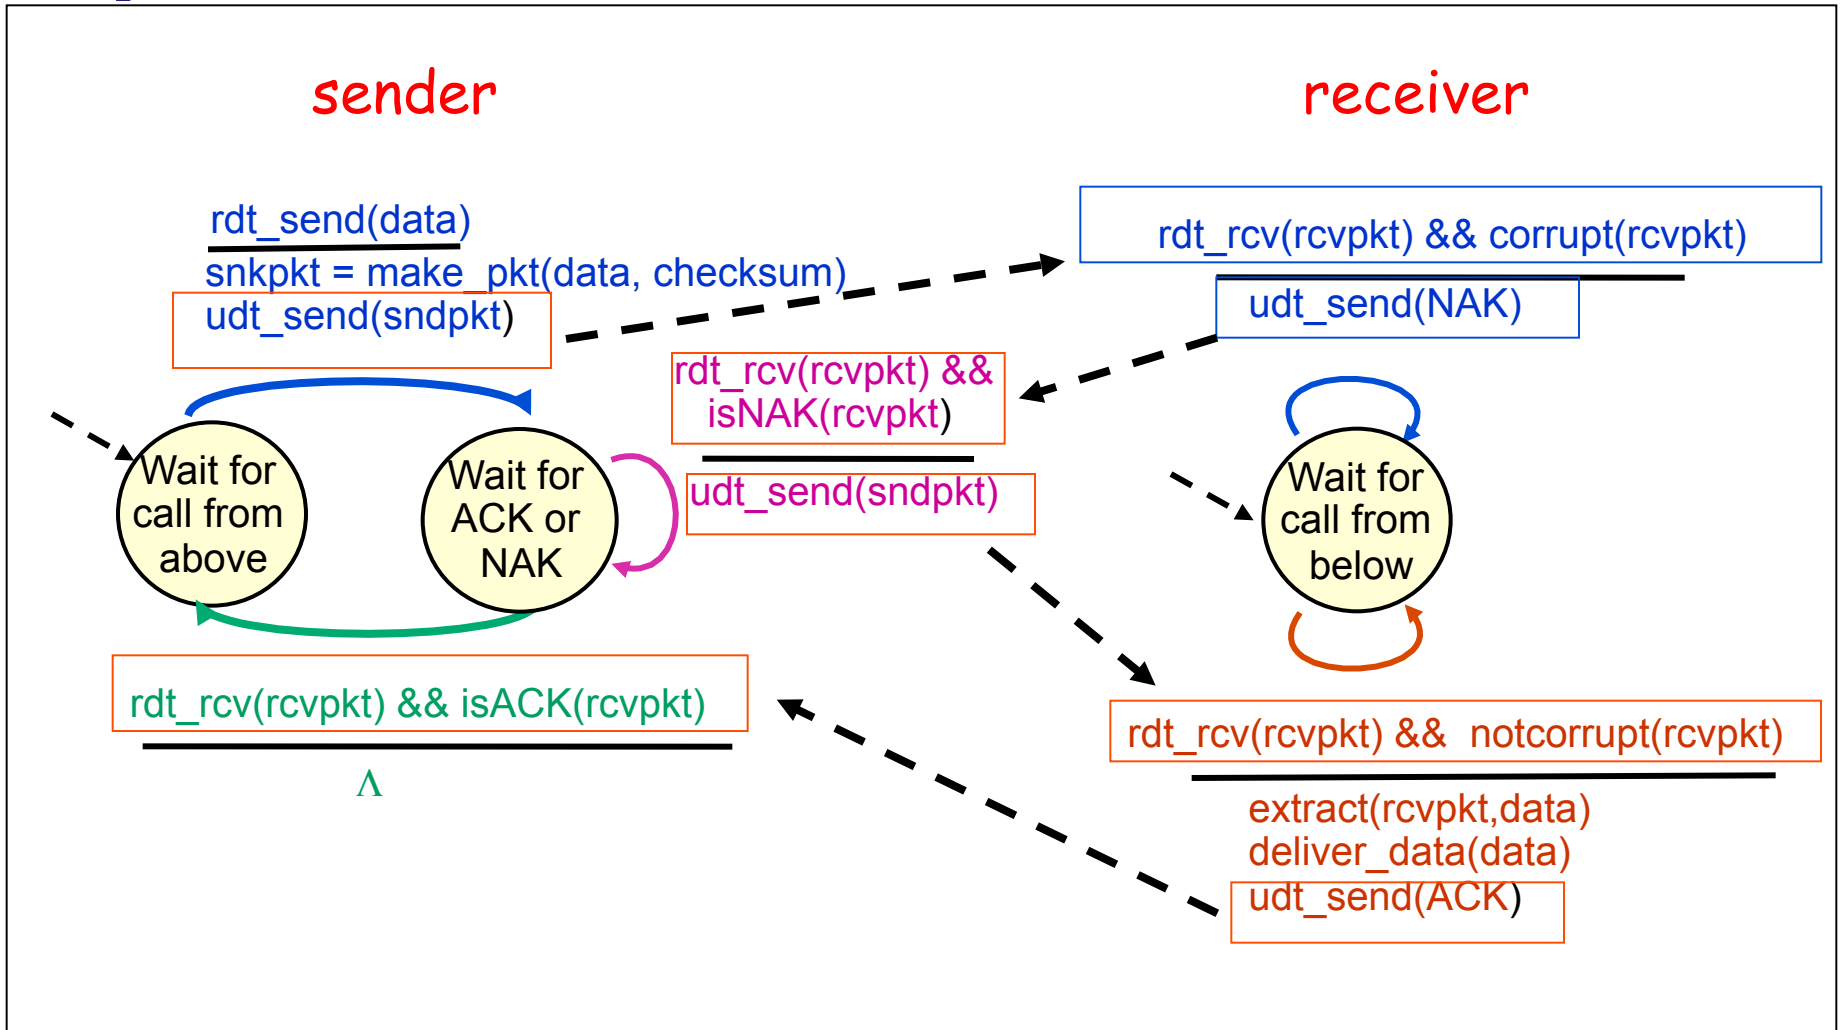 sender
receiver
rdt_send(data)
snkpkt = make_pkt(data, checksum)
udt_send(sndpkt)
rdt_rcv(rcvpkt) && corrupt(rcvpkt)
udt_send(NAK)
rdt_rcv(rcvpkt) &&
isNAK(rcvpkt)
udt_send(sndpkt)
Wait for
call from
above
Wait for
ACK or
NAK
Wait for
call from
below
rdt_rcv(rcvpkt) && isACK(rcvpkt)
Λ
rdt_rcv(rcvpkt) && notcorrupt(rcvpkt)
extract(rcvpkt,data)
deliver_data(data)
udt_send(ACK)